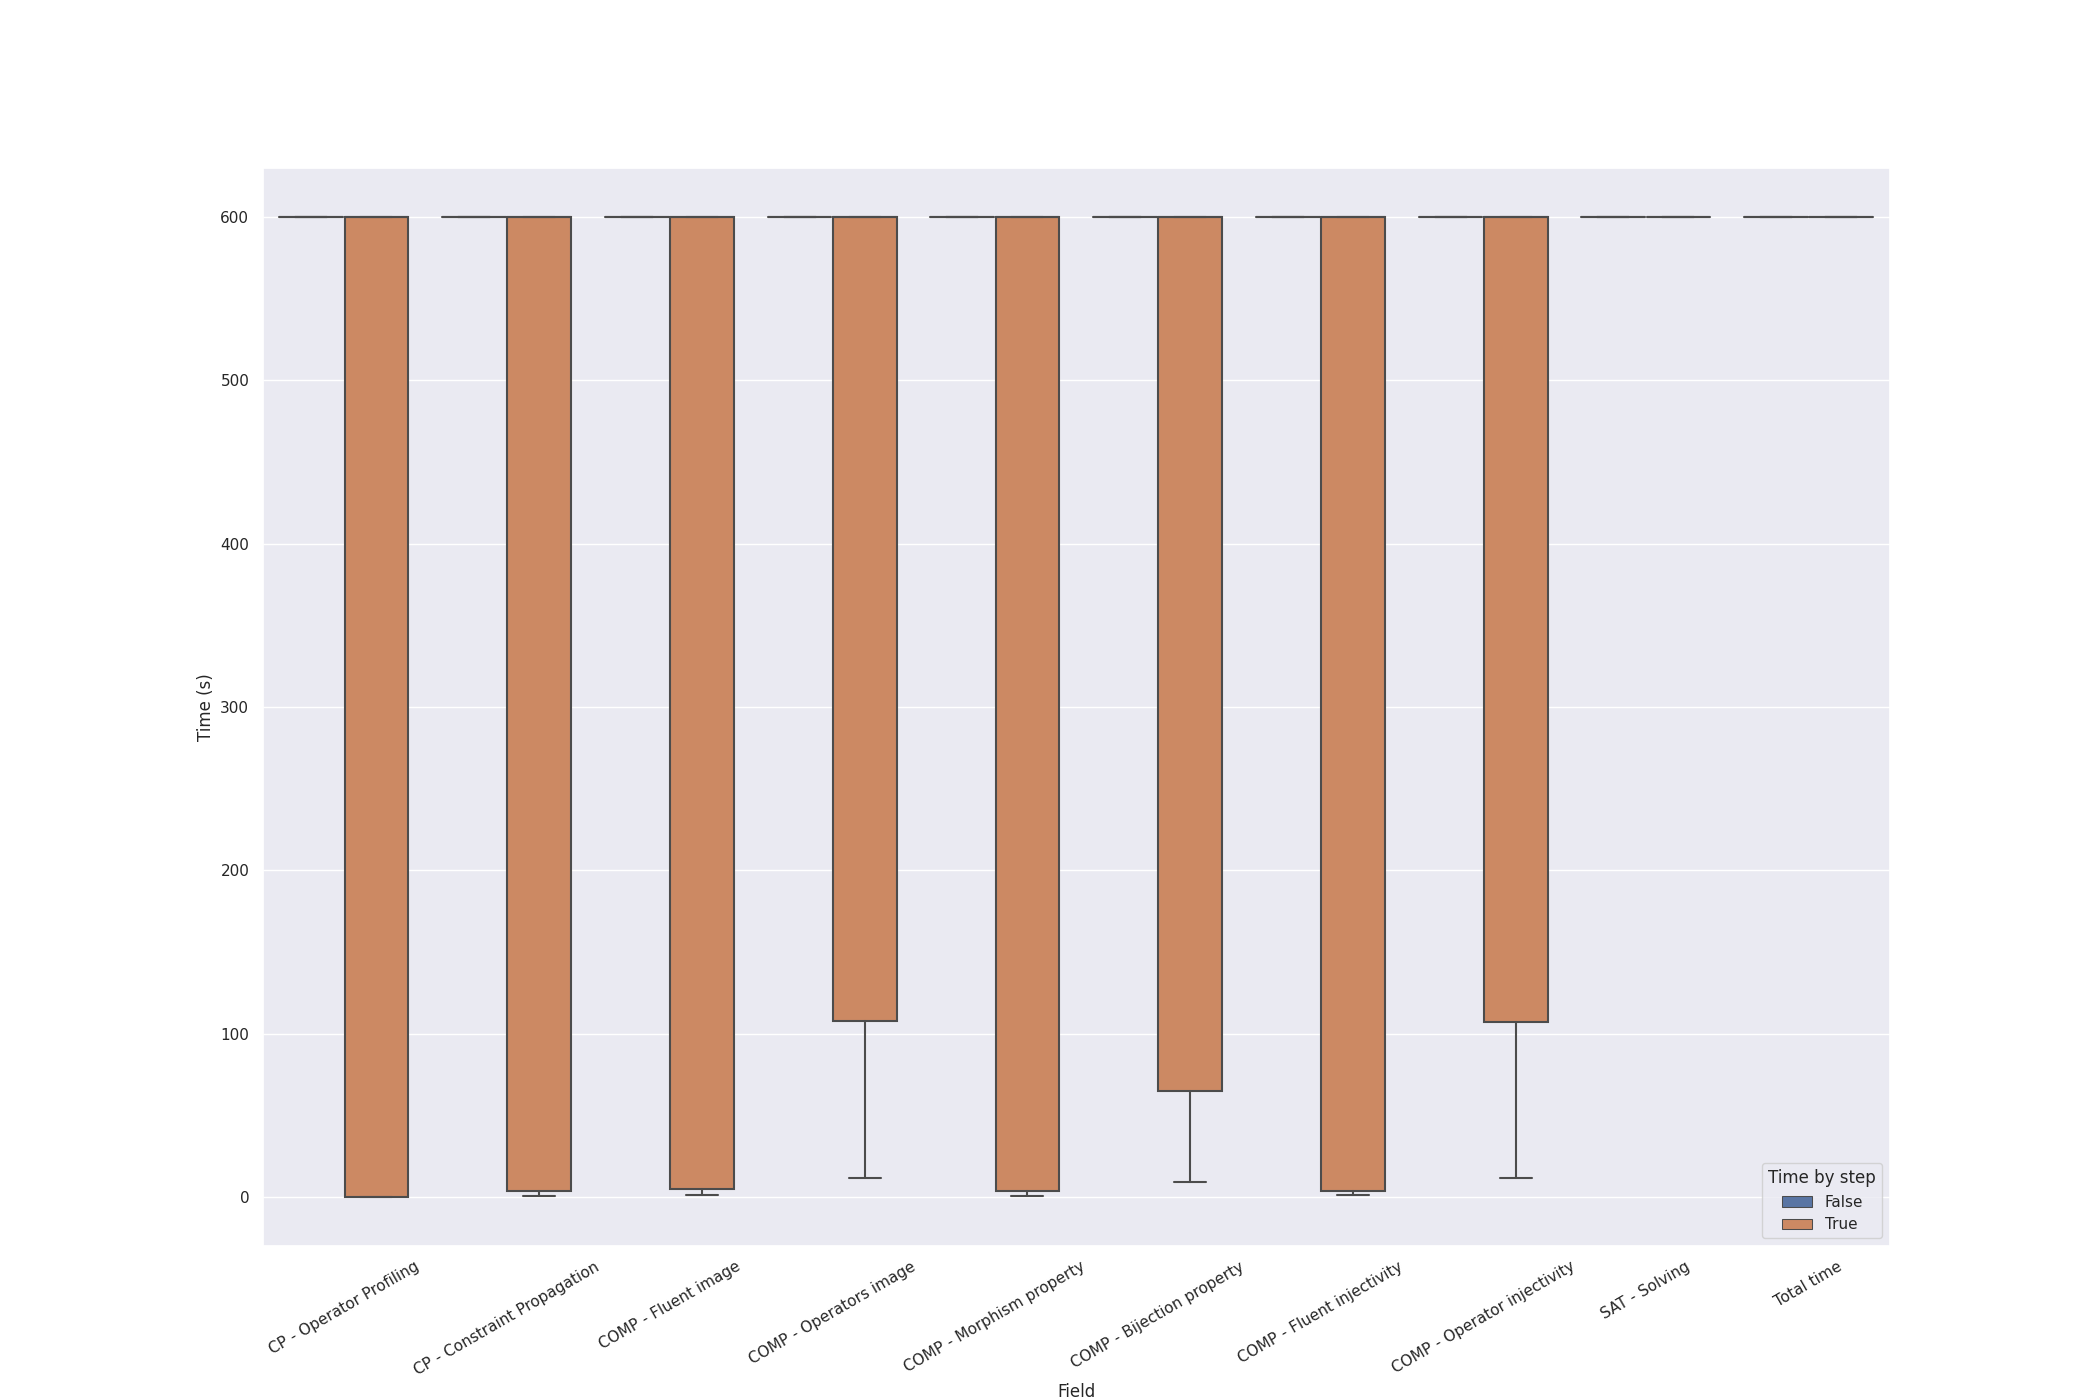 600
500
400
300
200
100
0
Time (s)
CP - Operator Profiling
CP - Constraint Propagation
COMP - Fluent image
COMP - Operators image
COMP - Morphism property
COMP - Bijection property
COMP - Fluent injectivity
COMP - Operator injectivity
SAT - Solving
Total time
Field
Time by step
False
True